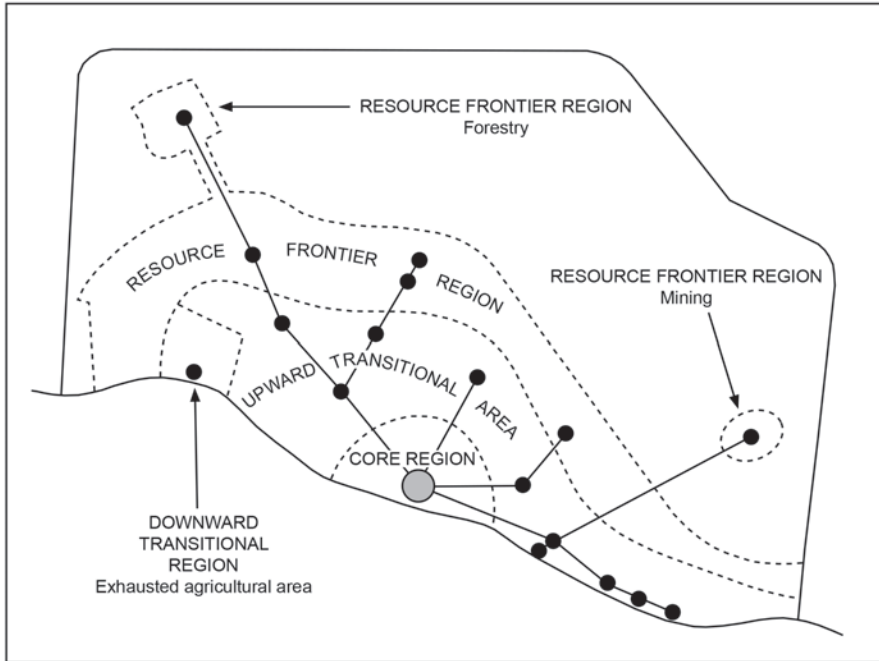 RESOURCE FRONTIER REGION
Forestry
RESOURCE FRONTIER REGION
RESOURCE FRONTIER REGION
Mining
UPWARD TRANSITIONAL AREA
CORE REGION
DOWNWARD
TRANSITIONAL
REGION
Exhausted agricultural area